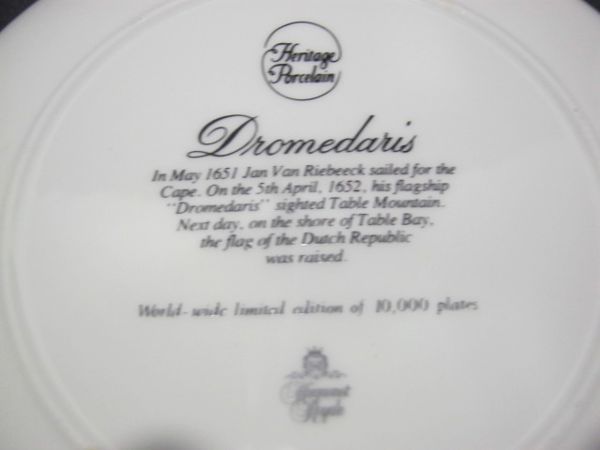 Heritage
Porcelain
Dromedaris
In May 1651 Jan Van Riebeeck sailed for the
Cape. On the 5th April, 1652, his flagship
"Dromedaris" sighted Table Mountain.
Next day, on the shore of Table Bay,
the flag of the Dutch Republic
was raised.
World-wide limited edition of 10,000 plates
Royale